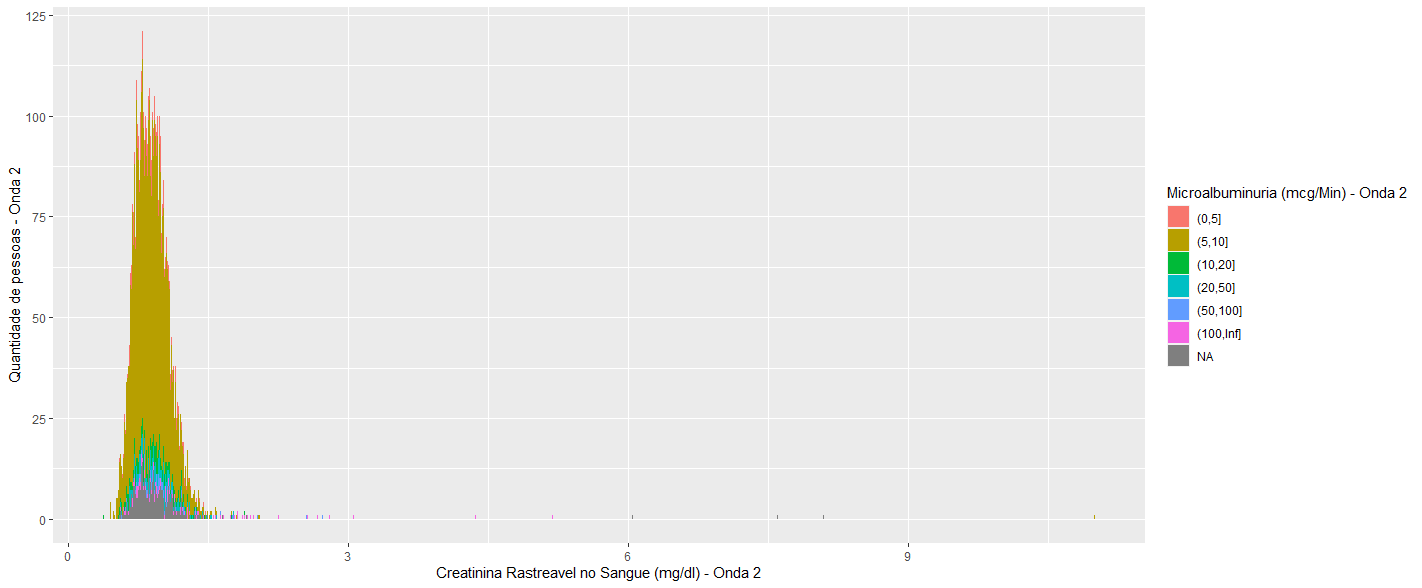 125
100
75
50
25
0
Quantidade de pessoas - Onda 2
0 3 6 9
Creatinina Rastreavel no Sangue (mg/dl) - Onda 2
Microalbuminuria (mcg/Min) - Onda 2
(0,5]
(5,10]
(10,20]
(20,50]
(50,100]
(100,Inf]
NA